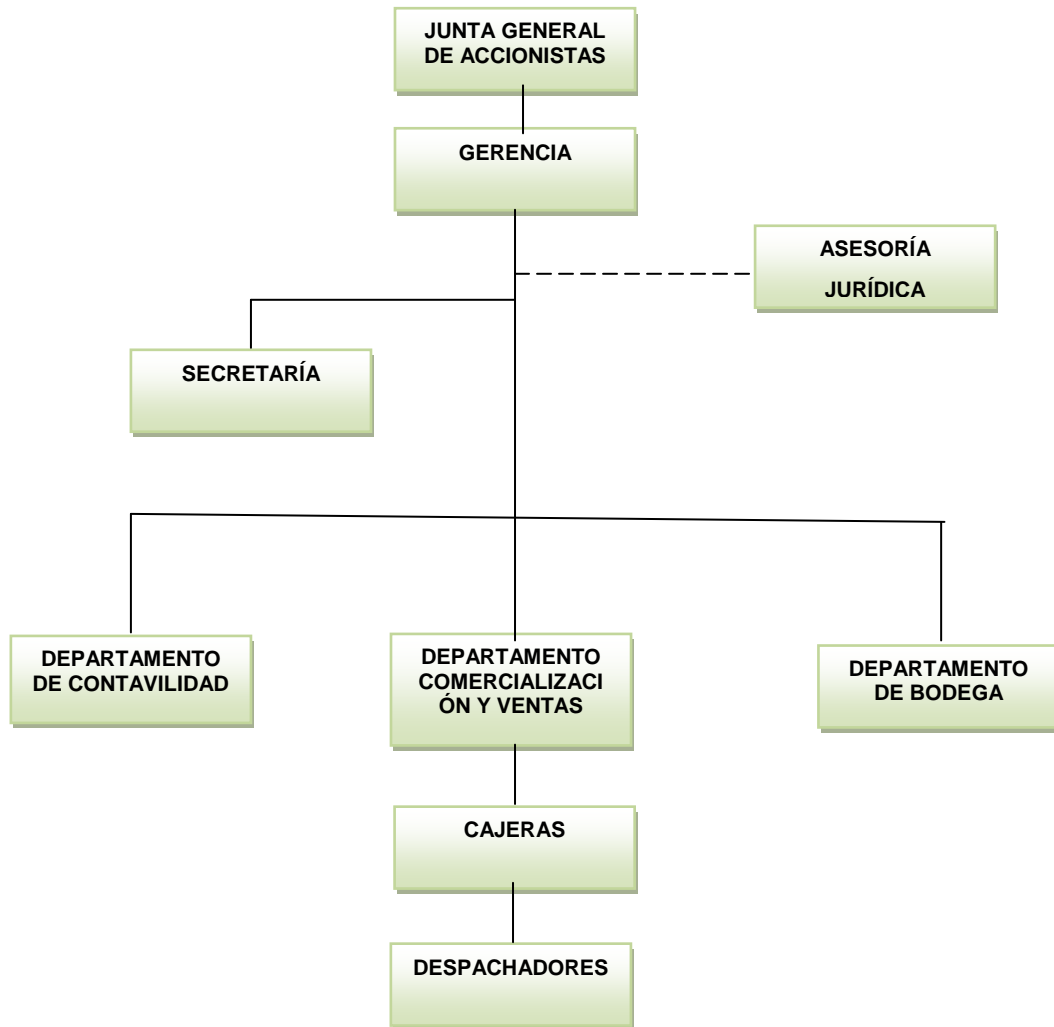 JUNTA GENERAL
DE ACCIONISTAS
GERENCIA
ASESORÍA
JURÍDICA
SECRETARÍA
DEPARTAMENTO
DE CONTAVILIDAD
DEPARTAMENTO
COMERCIALIZACI
ÓN Y VENTAS
DEPARTAMENTO
DE BODEGA
CAJERAS
DESPACHADORES